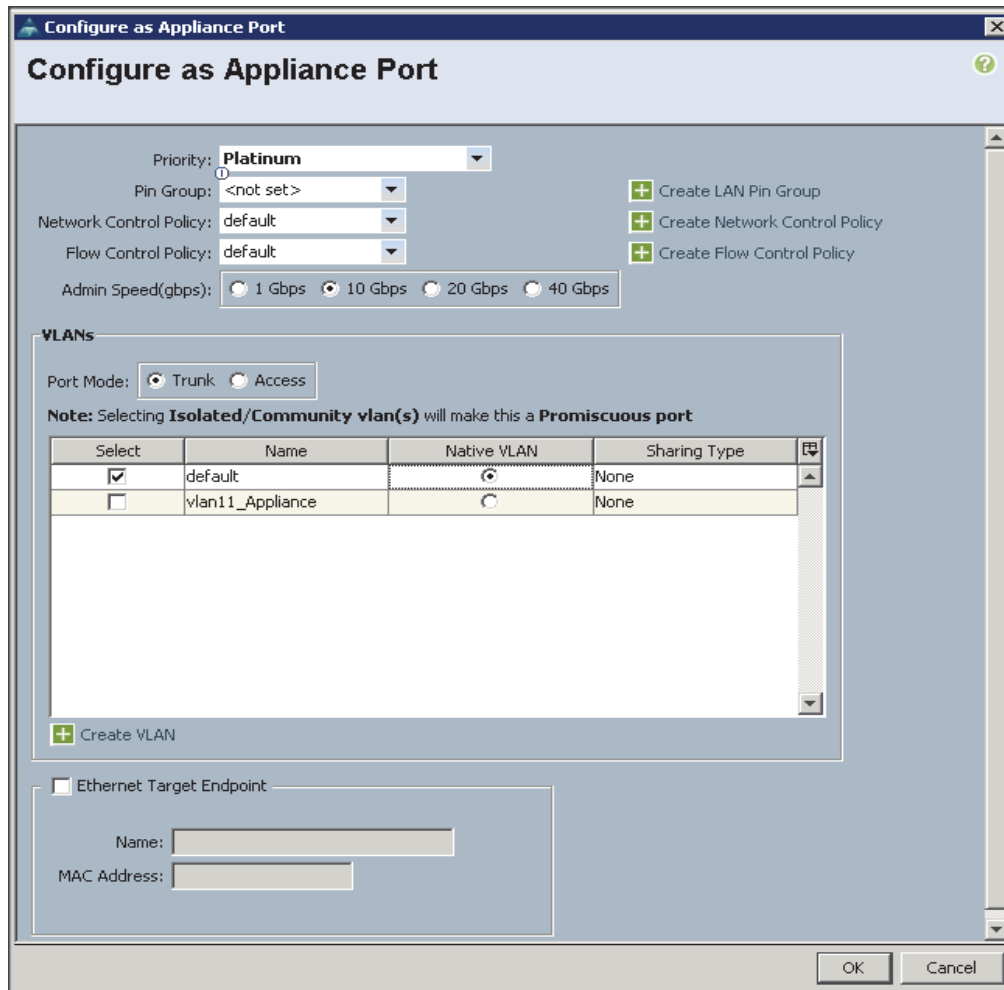 Configure as Appliance Port
Configure as Appliance Port
Priority: Platinum
Pin Group: <not set>
Create LAN Pin Group
Network Control Policy: default
Create Network Control Policy
Flow Control Policy: default
Create Flow Control Policy
Admin Speed(gbps): 1 Gbps 10 Gbps 20 Gbps 40 Gbps
VLANs
Port Mode: Trunk Access
Note: Selecting Isolated/Community vlan(s) will make this a Promiscuous port
Select Name Native VLAN Sharing Type
default None
vlan11_Appliance None
Create VLAN
Ethernet Target Endpoint
Name:
MAC Address:
OK Cancel